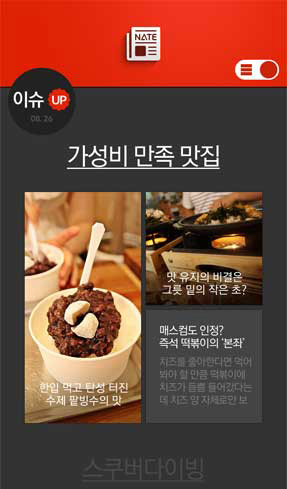 NATE
이슈 UP
08. 26
가성비 만족 맛집
한입 먹고 탄성 터진
수제 팥빙수의 맛
맛 유지의 비결은
그릇 밑의 작은 초?
매스컴도 인정?
즉석 떡볶이의 '본좌'
치즈를 좋아한다면 먹어
봐야 할 만큼 떡볶이에
치즈가 듬뿍 들어갔다는
데 치즈 양 자체로만 보
스쿠버다이빙